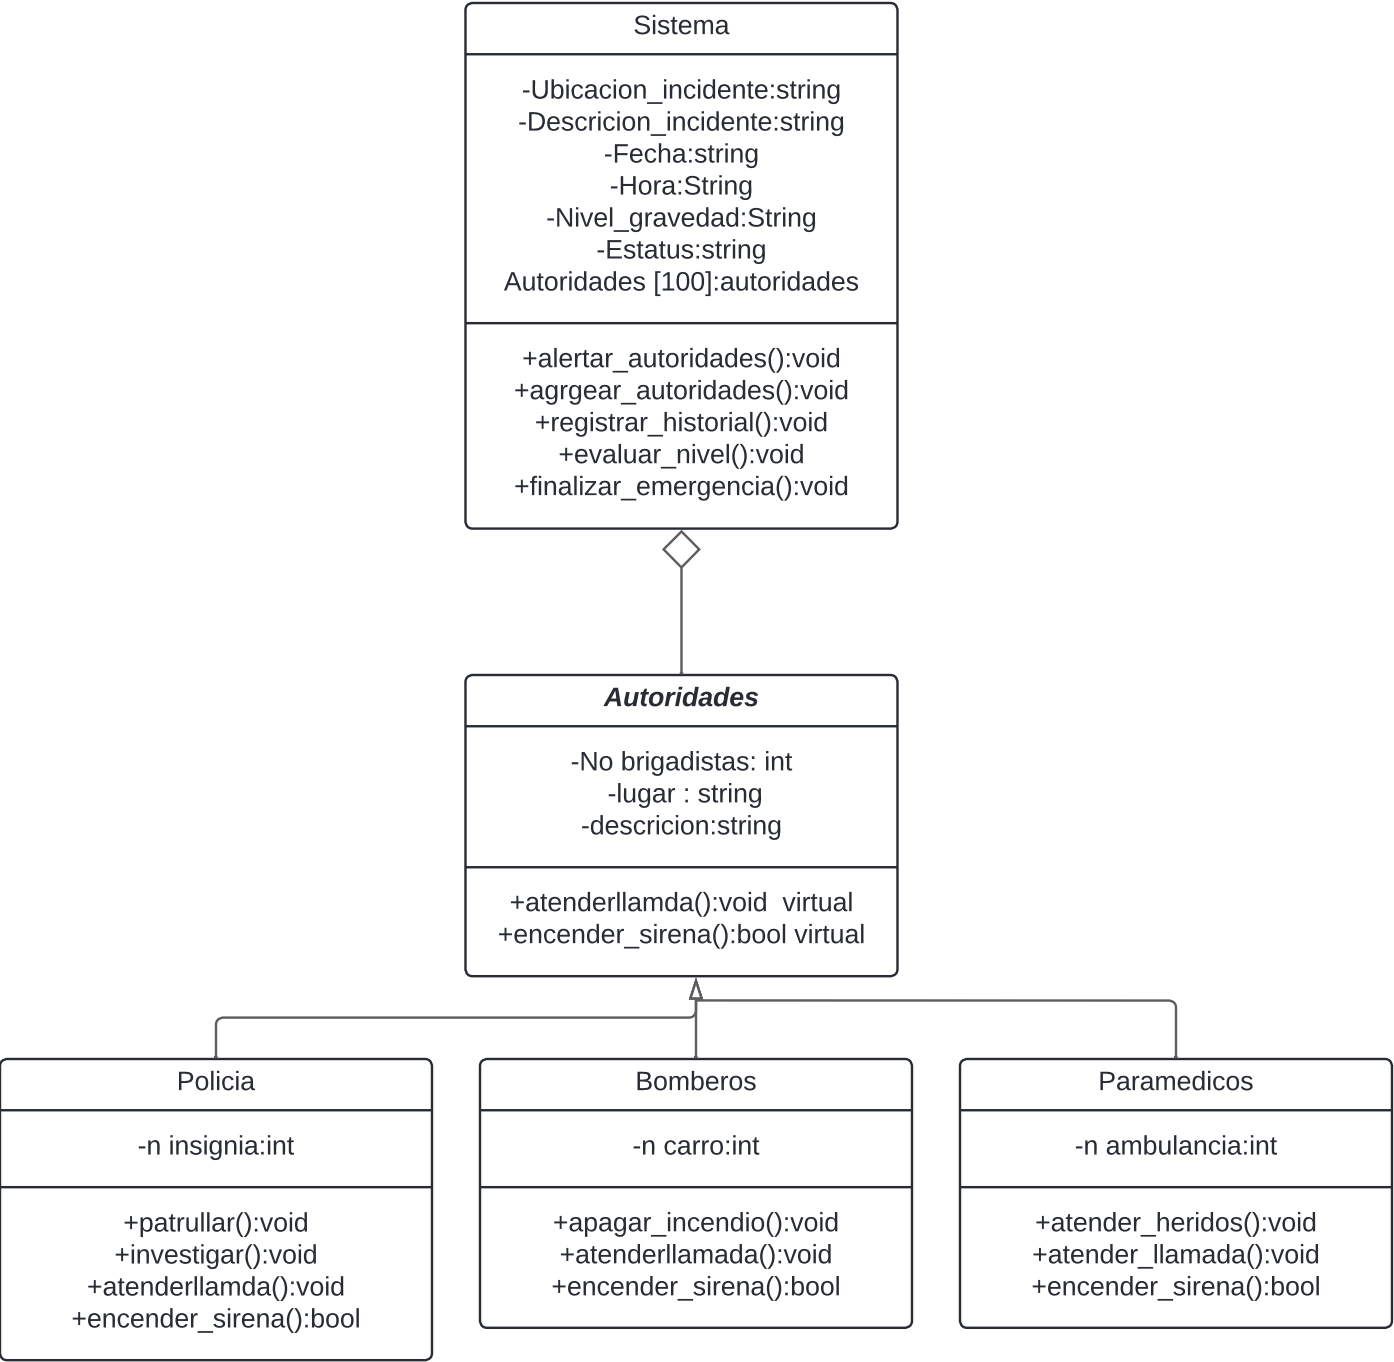 Sistema
-Ubicacion_incidente:string
-Descricion_incidente:string
-Fecha:string
-Hora:String
-Nivel_gravedad:String
-Estatus:string
Autoridades [100]:autoridades
+alertar_autoridades():void
+agrgear_autoridades():void
+registrar_historial():void
+evaluar_nivel():void
+finalizar_emergencia():void
Autoridades
-No brigadistas: int
-lugar : string
-descricion:string
+atenderllamda():void  virtual
+encender_sirena():bool virtual
Policia
-n insignia:int
+patrullar():void
+investigar():void
+atenderllamda():void
+encender_sirena():bool
Bomberos
-n carro:int
+apagar_incendio():void
+atenderllamada():void
+encender_sirena():bool
Paramedicos
-n ambulancia:int
+atender_heridos():void
+atender_llamada():void
+encender_sirena():bool